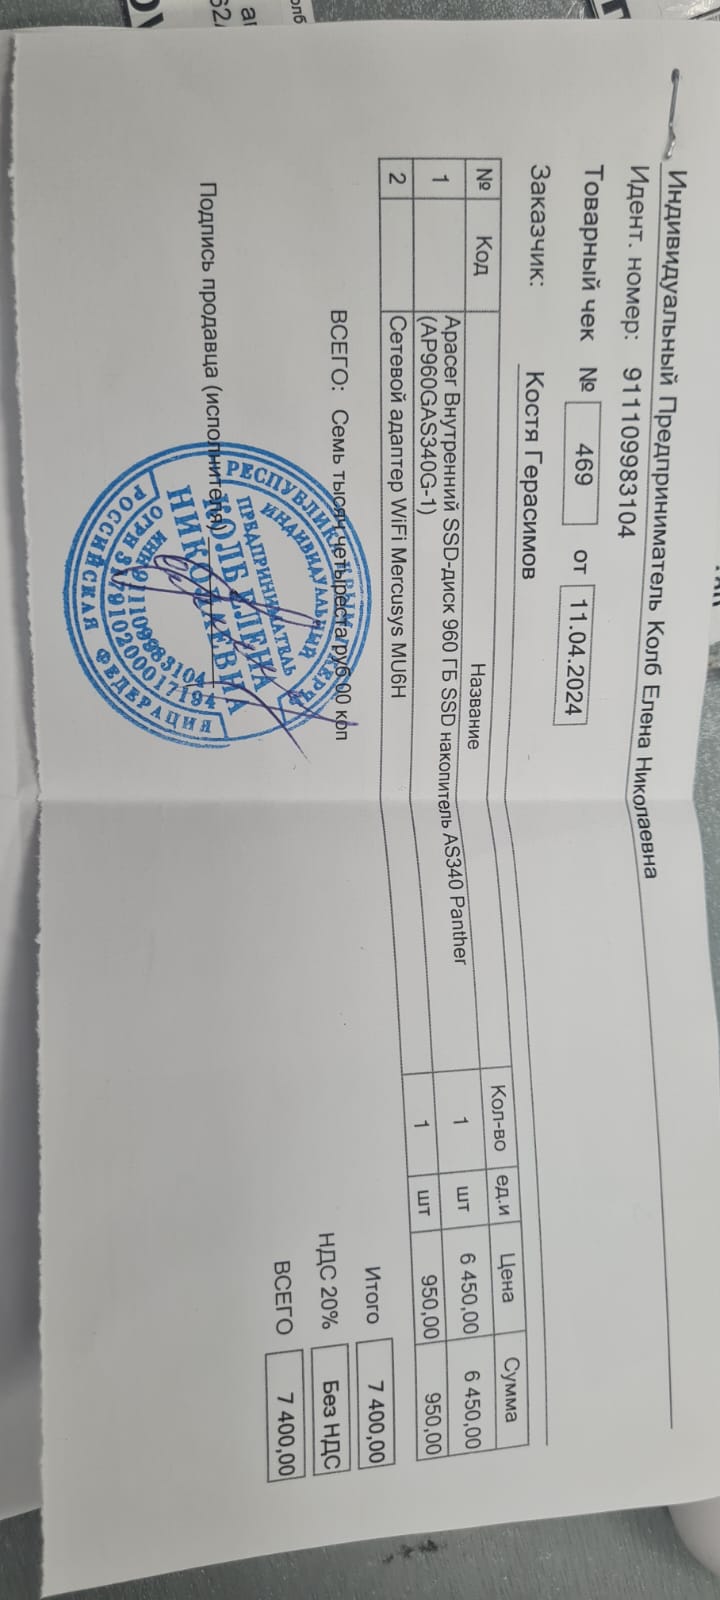 Индивидуальный Предприниматель Колб Елена Николаевна
Идент. номер: 9111109983104
Товарный чек № 469 от 11.04.2024
Заказчик: Костя Герасимов
№ Код Название Кол-во ед.и Цена Сумма
1 Apacer Внутренний SSD-диск 960 ГБ SSD накопитель AS340 Panther 1 шт 6 450,00 6 450,00
(AP960GAS340G-1)
2 Сетевой адаптер WiFi Mercusys MU6H 1 шт 950,00 950,00
Итого 7 400,00
ВСЕГО: Семь тысяч четыреста руб 00 коп
НДС 20% Без НДС
ВСЕГО 7 400,00
Подпись продавца (исполнителя)
РЕСПУБЛИКА
ИНДИВИДУАЛЬНЫЙ
ПРЕДПРИНИМАТЕЛЬ
КОЛБ ЕЛЕНА
НИКОЛАЕВНА
РОССИЙСКАЯ ФЕДЕРАЦИЯ